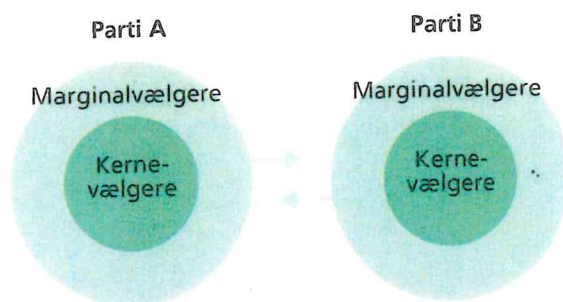 Parti A
Parti B
Marginalvælgere
Marginalvælgere
Kerne-
vælgere
Kerne-
vælgere